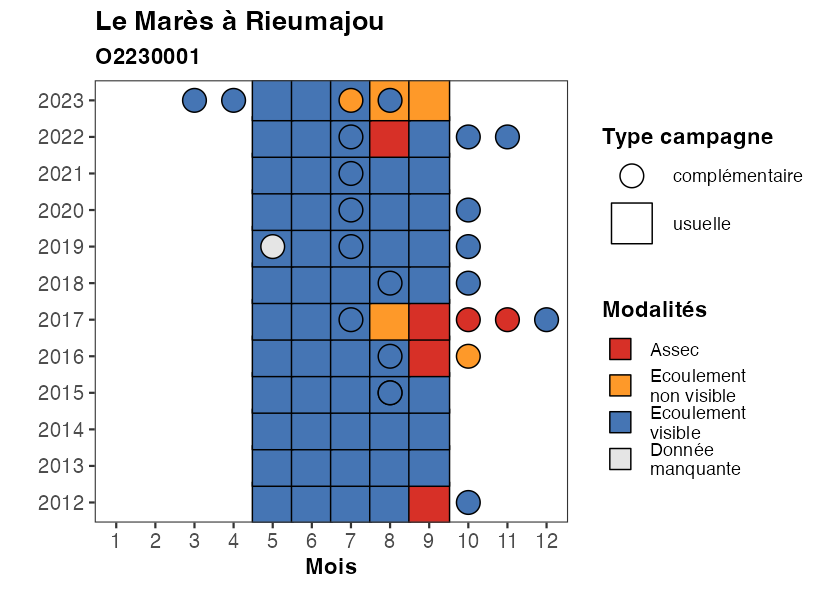 Le Marès à Rieumajou
O2230001
2023
2022
2021
2020
2019
2018
2017
2016
2015
2014
2013
2012
1 2 3 4 5 6 7 8 9 10 11 12
Mois
Type campagne
complémentaire
usuelle
Modalités
Assec
Ecoulement
non visible
Ecoulement
visible
Donnée
manquante